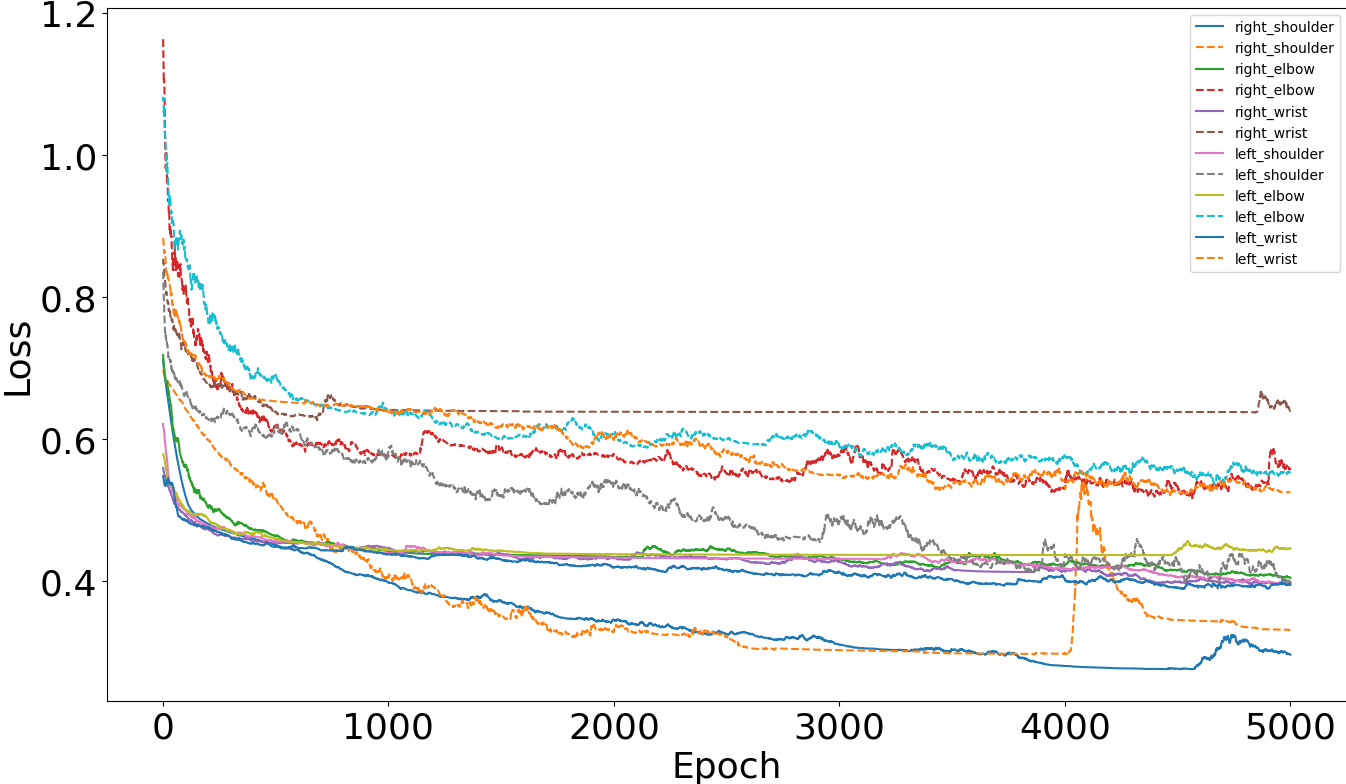 1.2
1.0
0.8
0.6
0.4
Loss
0
1000
2000
3000
4000
5000
Epoch
right_shoulder
right_shoulder
right_elbow
right_elbow
right_wrist
right_wrist
left_shoulder
left_shoulder
left_elbow
left_elbow
left_wrist
left_wrist